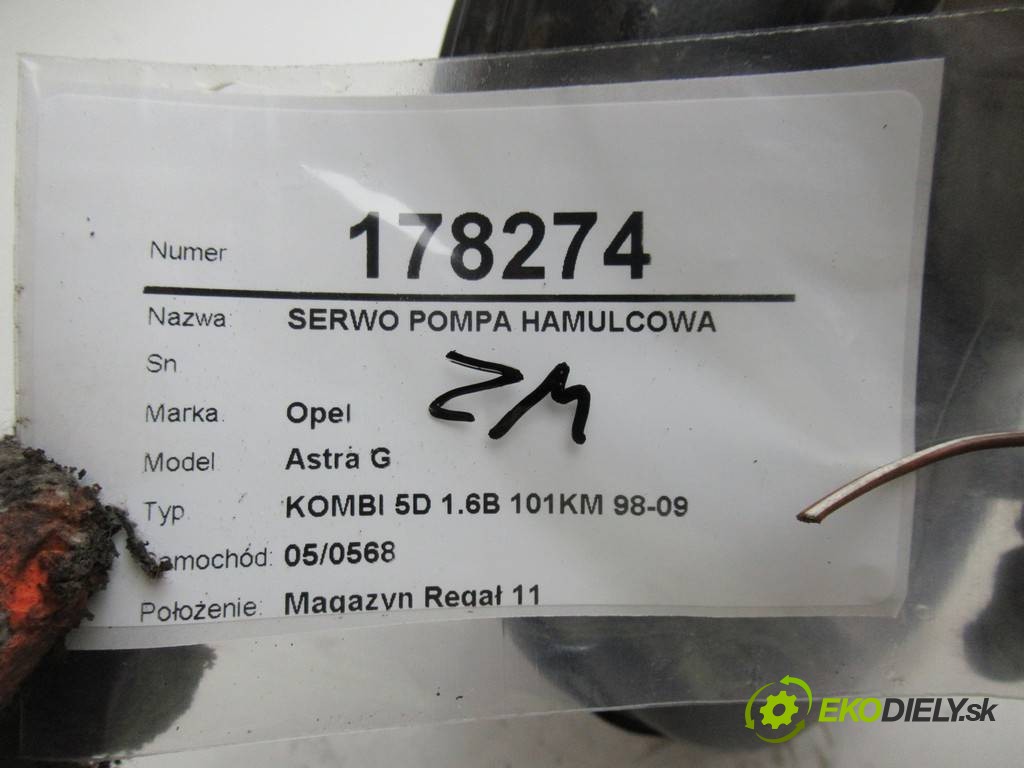 Numer 178274
Nazwa: SERWO POMPA HAMULCOWA
Sn
ZM
Marka: Opel
Model Astra G
Typ KOMBI 5D 1.6B 101KM 98-09
Samochód: 05/0568
Położenie: Magazyn Regał 11
EKODIELY.sk